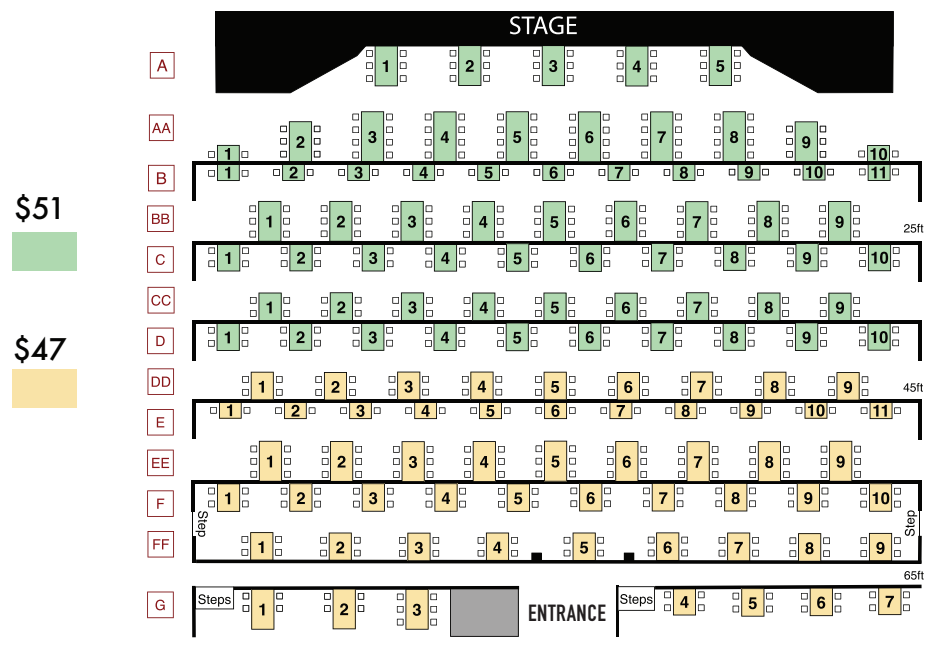 STAGE
A 1 2 3 4 5
AA 1 2 3 4 5 6 7 8 9 10
B 1 2 3 4 5 6 7 8 9 10 11
$51
BB 1 2 3 4 5 6 7 8 9
25ft
C 1 2 3 4 5 6 7 8 9 10
CC 1 2 3 4 5 6 7 8 9
D 1 2 3 4 5 6 7 8 9 10
$47
DD 1 2 3 4 5 6 7 8 9
45ft
E 1 2 3 4 5 6 7 8 9 10 11
EE 1 2 3 4 5 6 7 8 9
F 1 2 3 4 5 6 7 8 9 10
Step
Step
FF 1 2 3 4 5 6 7 8 9
65ft
G Steps 1 2 3 ENTRANCE Steps 4 5 6 7